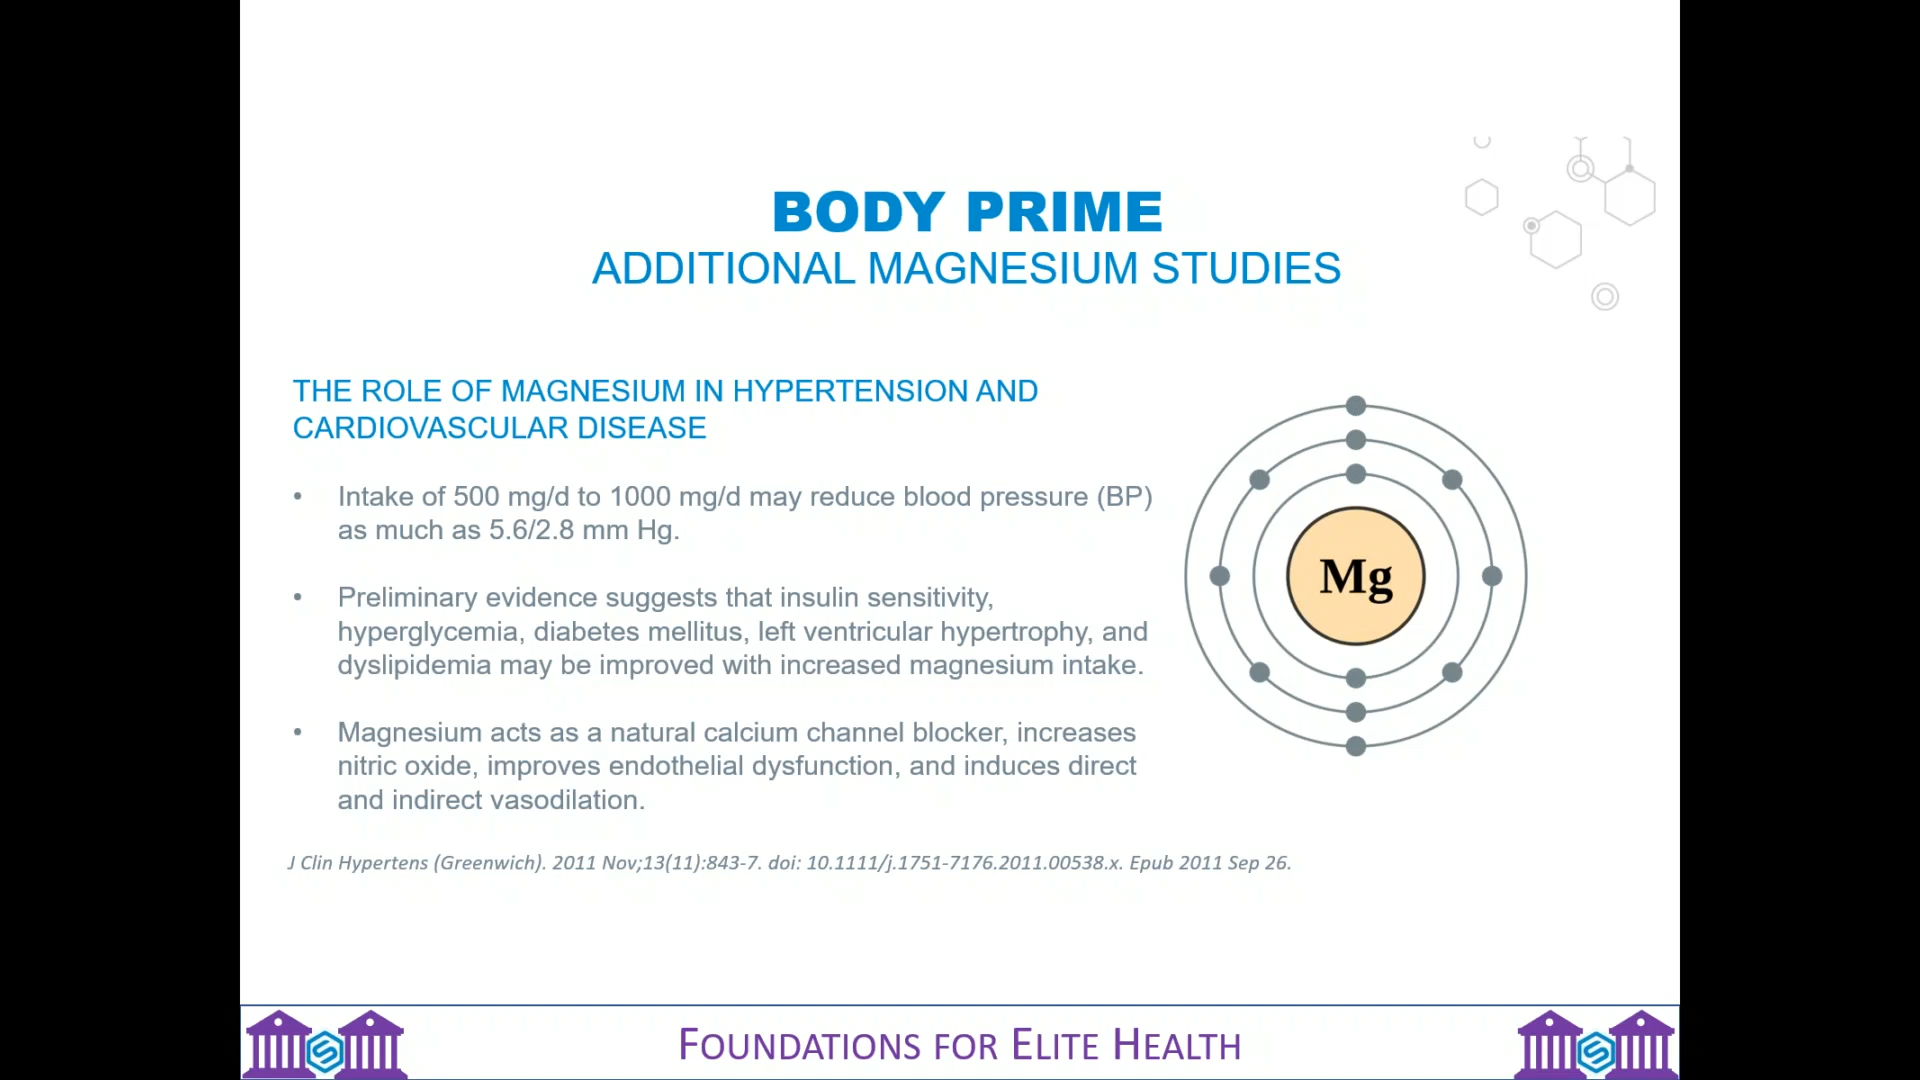 BODY PRIME
ADDITIONAL MAGNESIUM STUDIES
THE ROLE OF MAGNESIUM IN HYPERTENSION AND
CARDIOVASCULAR DISEASE
• Intake of 500 mg/d to 1000 mg/d may reduce blood pressure (BP)
as much as 5.6/2.8 mm Hg.
• Preliminary evidence suggests that insulin sensitivity,
hyperglycemia, diabetes mellitus, left ventricular hypertrophy, and
dyslipidemia may be improved with increased magnesium intake.
• Magnesium acts as a natural calcium channel blocker, increases
nitric oxide, improves endothelial dysfunction, and induces direct
and indirect vasodilation.
Mg
J Clin Hypertens (Greenwich). 2011 Nov;13(11):843-7. doi: 10.1111/j.1751-7176.2011.00538.x. Epub 2011 Sep 26.
FOUNDATIONS FOR ELITE HEALTH